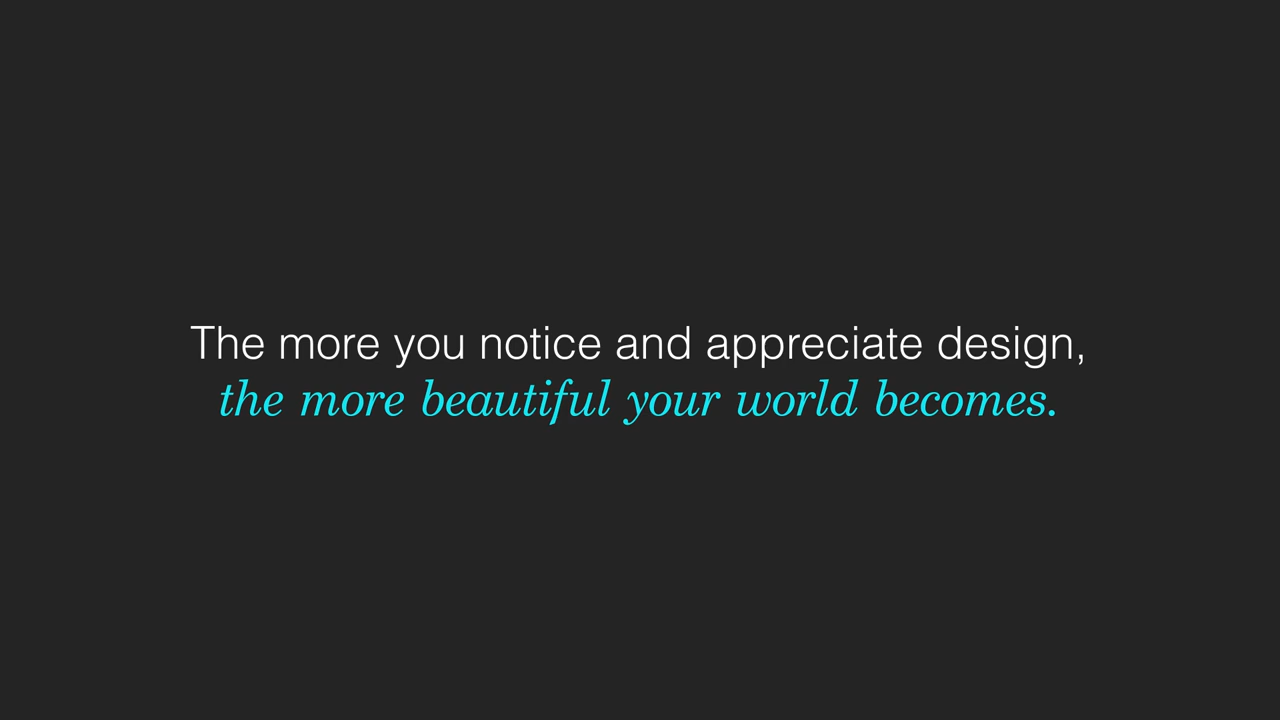 The more you notice and appreciate design,
the more beautiful your world becomes.